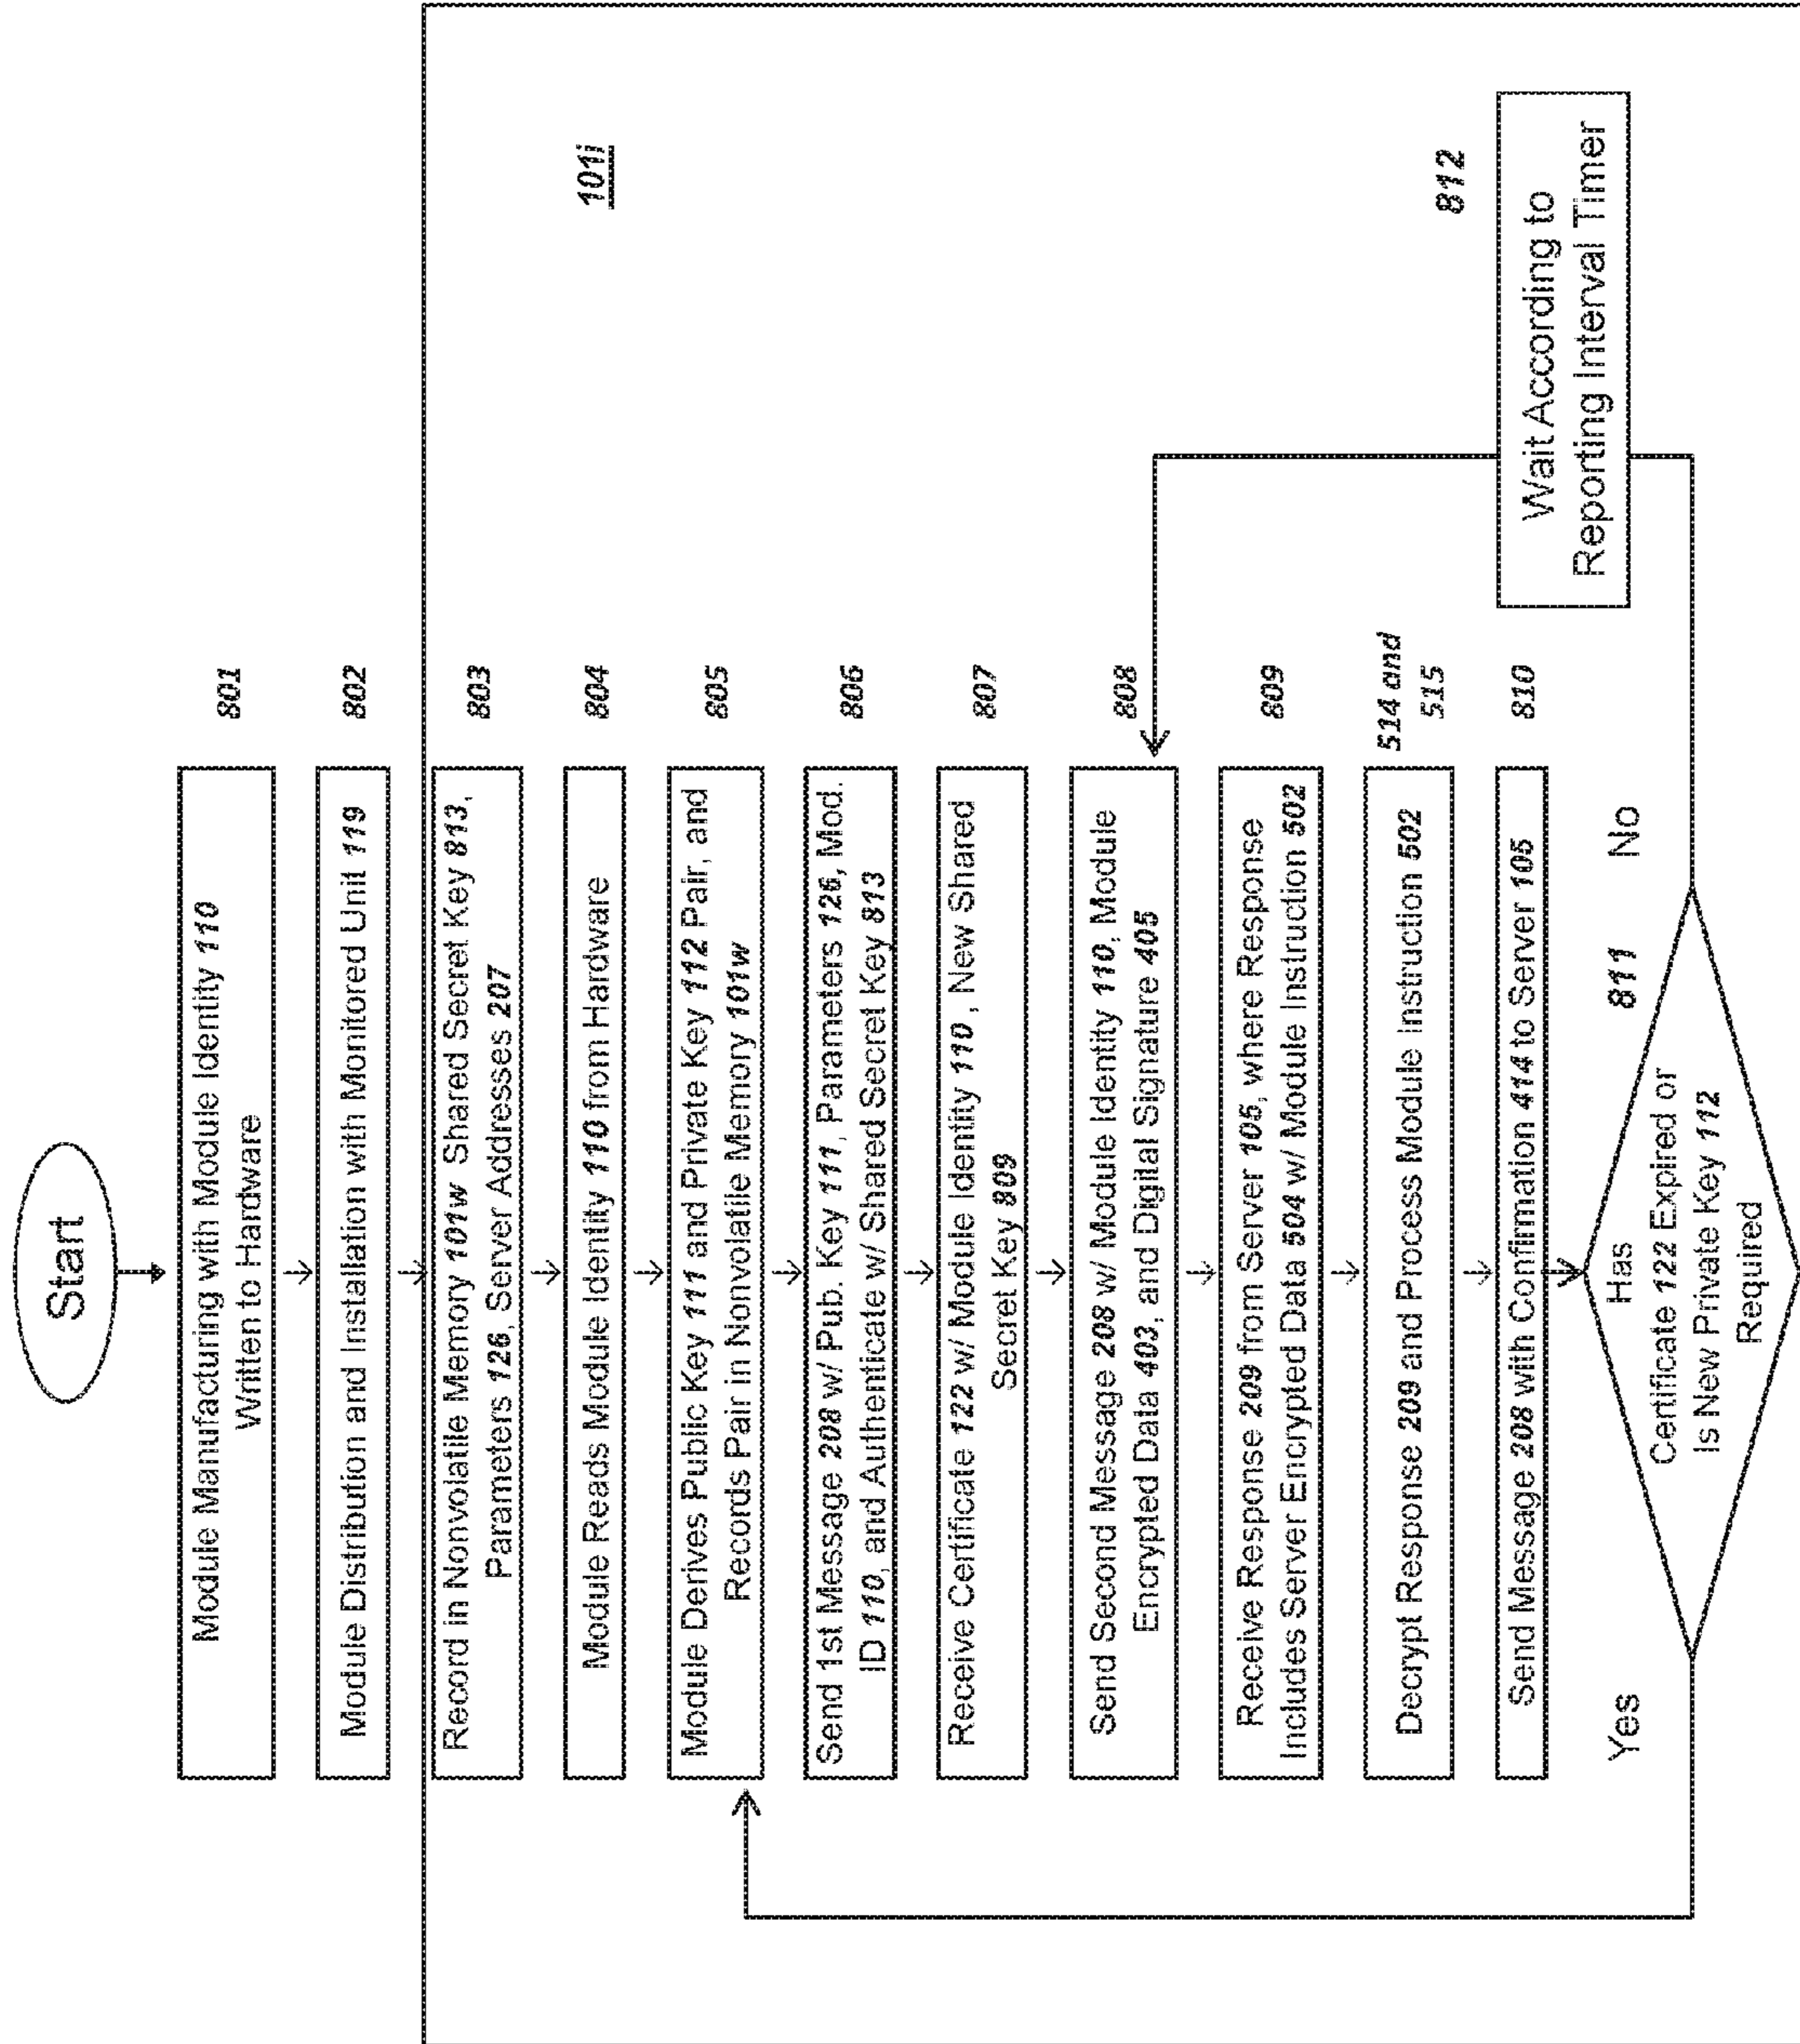 Start
Module Manufacturing with Module Identity 110
Written to Hardware
801
Module Distribution and Installation with Monitored Unit 119
802
Record in Nonvolatile Memory 101w Shared Secret Key 813,
Parameters 126, Server Addresses 207
803
101i
Module Reads Module Identity 110 from Hardware
804
Module Derives Public Key 111 and Private Key 112 Pair, and
Records Pair in Nonvolatile Memory 101w
805
Send 1st Message 208 w/ Pub. Key 111, Parameters 126, Mod.
ID 110, and Authenticate w/ Shared Secret Key 813
806
Receive Certificate 122 w/ Module Identity 110 , New Shared
Secret Key 809
807
Send Second Message 208 w/ Module Identity 110, Module
Encrypted Data 403, and Digital Signature 405
808
Receive Response 209 from Server 105, where Response
Includes Server Encrypted Data 504 w/ Module Instruction 502
809
Decrypt Response 209 and Process Module Instruction 502
514 and
515
Send Message 208 with Confirmation 414 to Server 105
810
812
Wait According to
Reporting Interval Timer
Yes
Has
811
No
Certificate 122 Expired or
Is New Private Key 112
Required